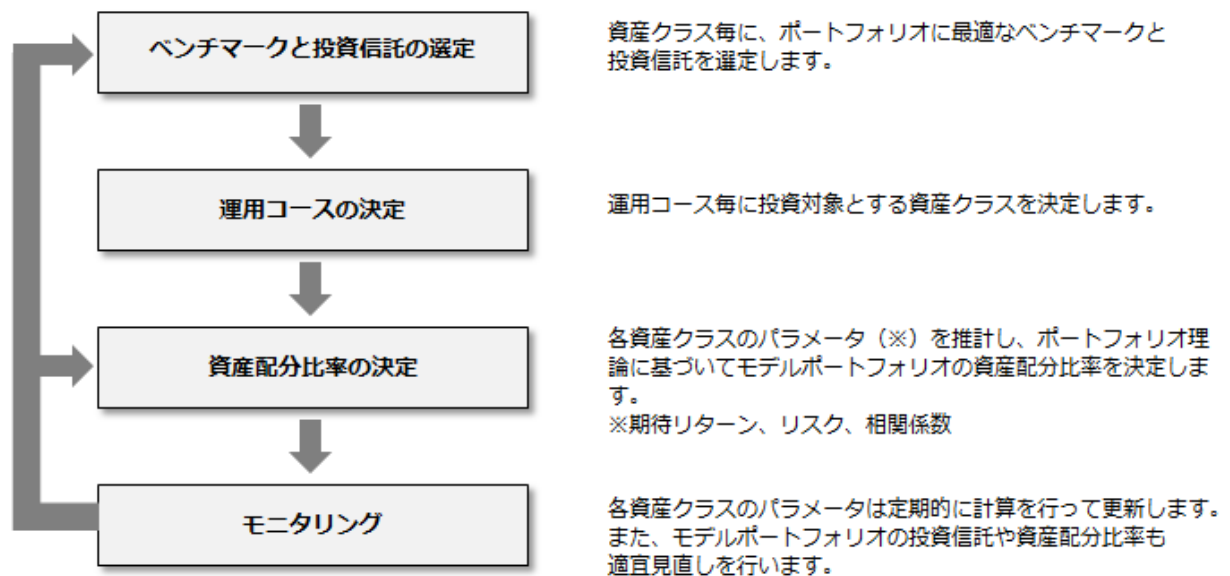 ベンチマークと投資信託の選定
資産クラス毎に、ポートフォリオに最適なベンチマークと
投資信託を選定します。
運用コースの決定
運用コース毎に投資対象とする資産クラスを決定します。
資産配分比率の決定
各資産クラスのパラメータ（※）を推計し、ポートフォリオ理
論に基づいてモデルポートフォリオの資産配分比率を決定しま
す。
※期待リターン、リスク、相関係数
モニタリング
各資産クラスのパラメータは定期的に計算を行って更新します。
また、モデルポートフォリオの投資信託や資産配分比率も
適宜見直しを行います。